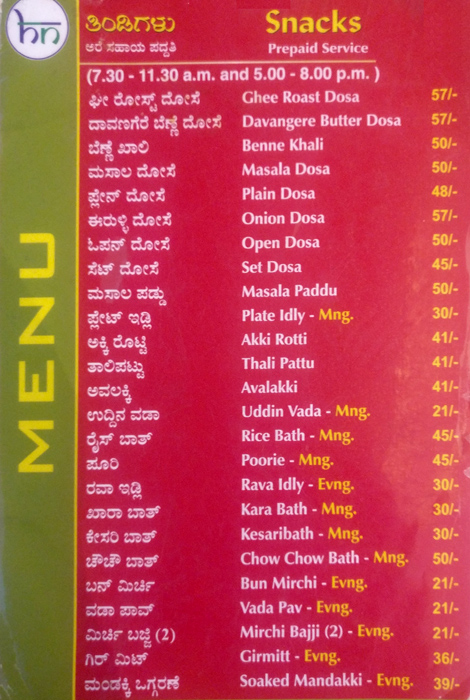 hn
ತಿಂಡಿಗಳು Snacks
ಅರೆ ಸಹಾಯ ಪದ್ಧತಿ Prepaid Service
(7.30 - 11.30 a.m. and 5.00 - 8.00 p.m. )
ಘೀ ರೋಸ್ಟ್ ದೋಸೆ Ghee Roast Dosa 57/-
ದಾವಣಗೆರೆ ಬೆಣ್ಣೆ ದೋಸೆ Davangere Butter Dosa 57/-
ಬೆಣ್ಣೆ ಖಾಲಿ Benne Khali 50/-
ಮಸಾಲ ದೋಸೆ Masala Dosa 50/-
ಪ್ಲೇನ್ ದೋಸೆ Plain Dosa 48/-
ಈರುಳ್ಳಿ ದೋಸೆ Onion Dosa 57/-
ಓಪನ್ ದೋಸೆ Open Dosa 50/-
ಸೆಟ್ ದೋಸೆ Set Dosa 45/-
ಮಸಾಲ ಪಡ್ಡು Masala Paddu 50/-
ಪ್ಲೇಟ್ ಇಡ್ಲಿ Plate Idly - Mng. 30/-
ಅಕ್ಕಿ ರೊಟ್ಟಿ Akki Rotti 41/-
ತಾಲಿಪಟ್ಟು Thali Pattu 41/-
ಅವಲಕ್ಕಿ Avalakki 41/-
ಉದ್ದಿನ ವಡಾ Uddin Vada - Mng. 21/-
ರೈಸ್ ಬಾತ್ Rice Bath - Mng. 45/-
ಪೂರಿ Poorie - Mng. 45/-
ರವಾ ಇಡ್ಲಿ Rava Idly - Evng. 30/-
ಖಾರಾ ಬಾತ್ Kara Bath - Mng. 30/-
ಕೇಸರಿ ಬಾತ್ Kesaribath - Mng. 30/-
ಚೌಚೌ ಬಾತ್ Chow Chow Bath - Mng. 50/-
ಬನ್ ಮಿರ್ಚಿ Bun Mirchi - Evng. 21/-
ವಡಾ ಪಾವ್ Vada Pav - Evng. 21/-
ಮಿರ್ಚಿ ಬಜ್ಜಿ (2) Mirchi Bajji (2) - Evng. 21/-
ಗಿರ್ ಮಿಟ್ Girmitt - Evng. 36/-
ಮಂಡಕ್ಕಿ ಒಗ್ಗರಣೆ Soaked Mandakki - Evng. 39/-
MENU